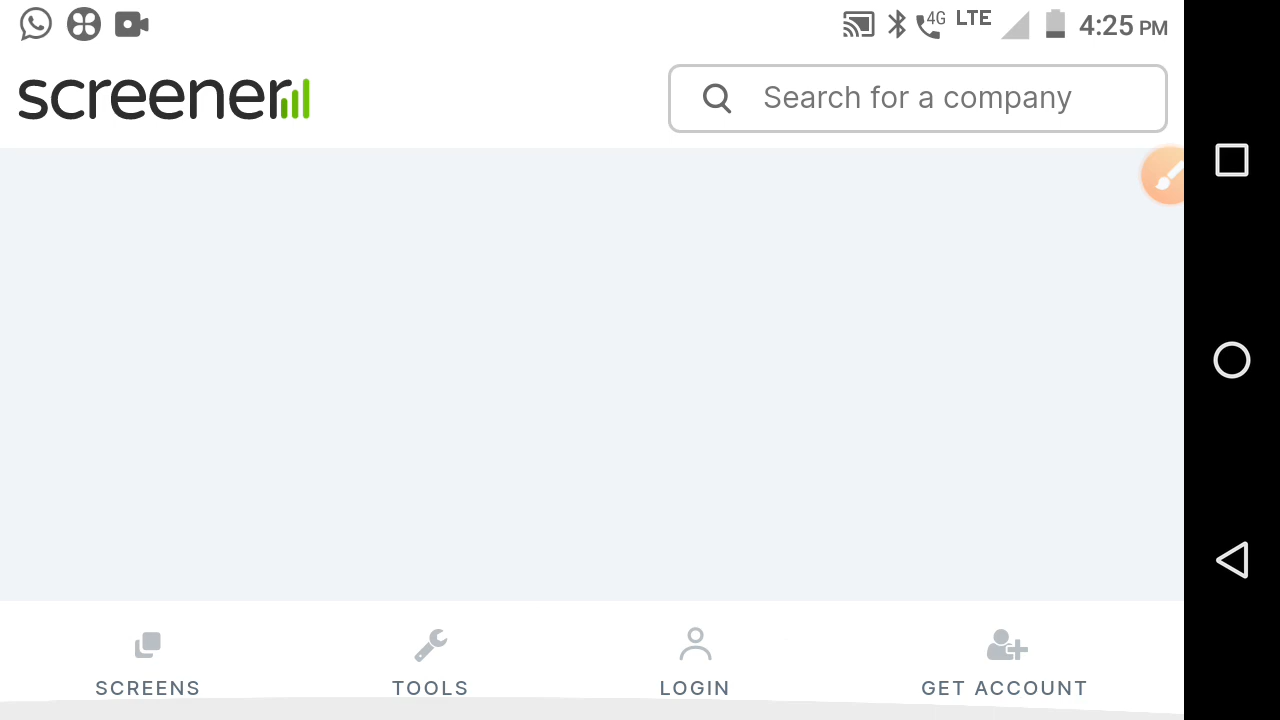 4G LTE 4:25 PM
screener
Search for a company
SCREENS TOOLS LOGIN GET ACCOUNT